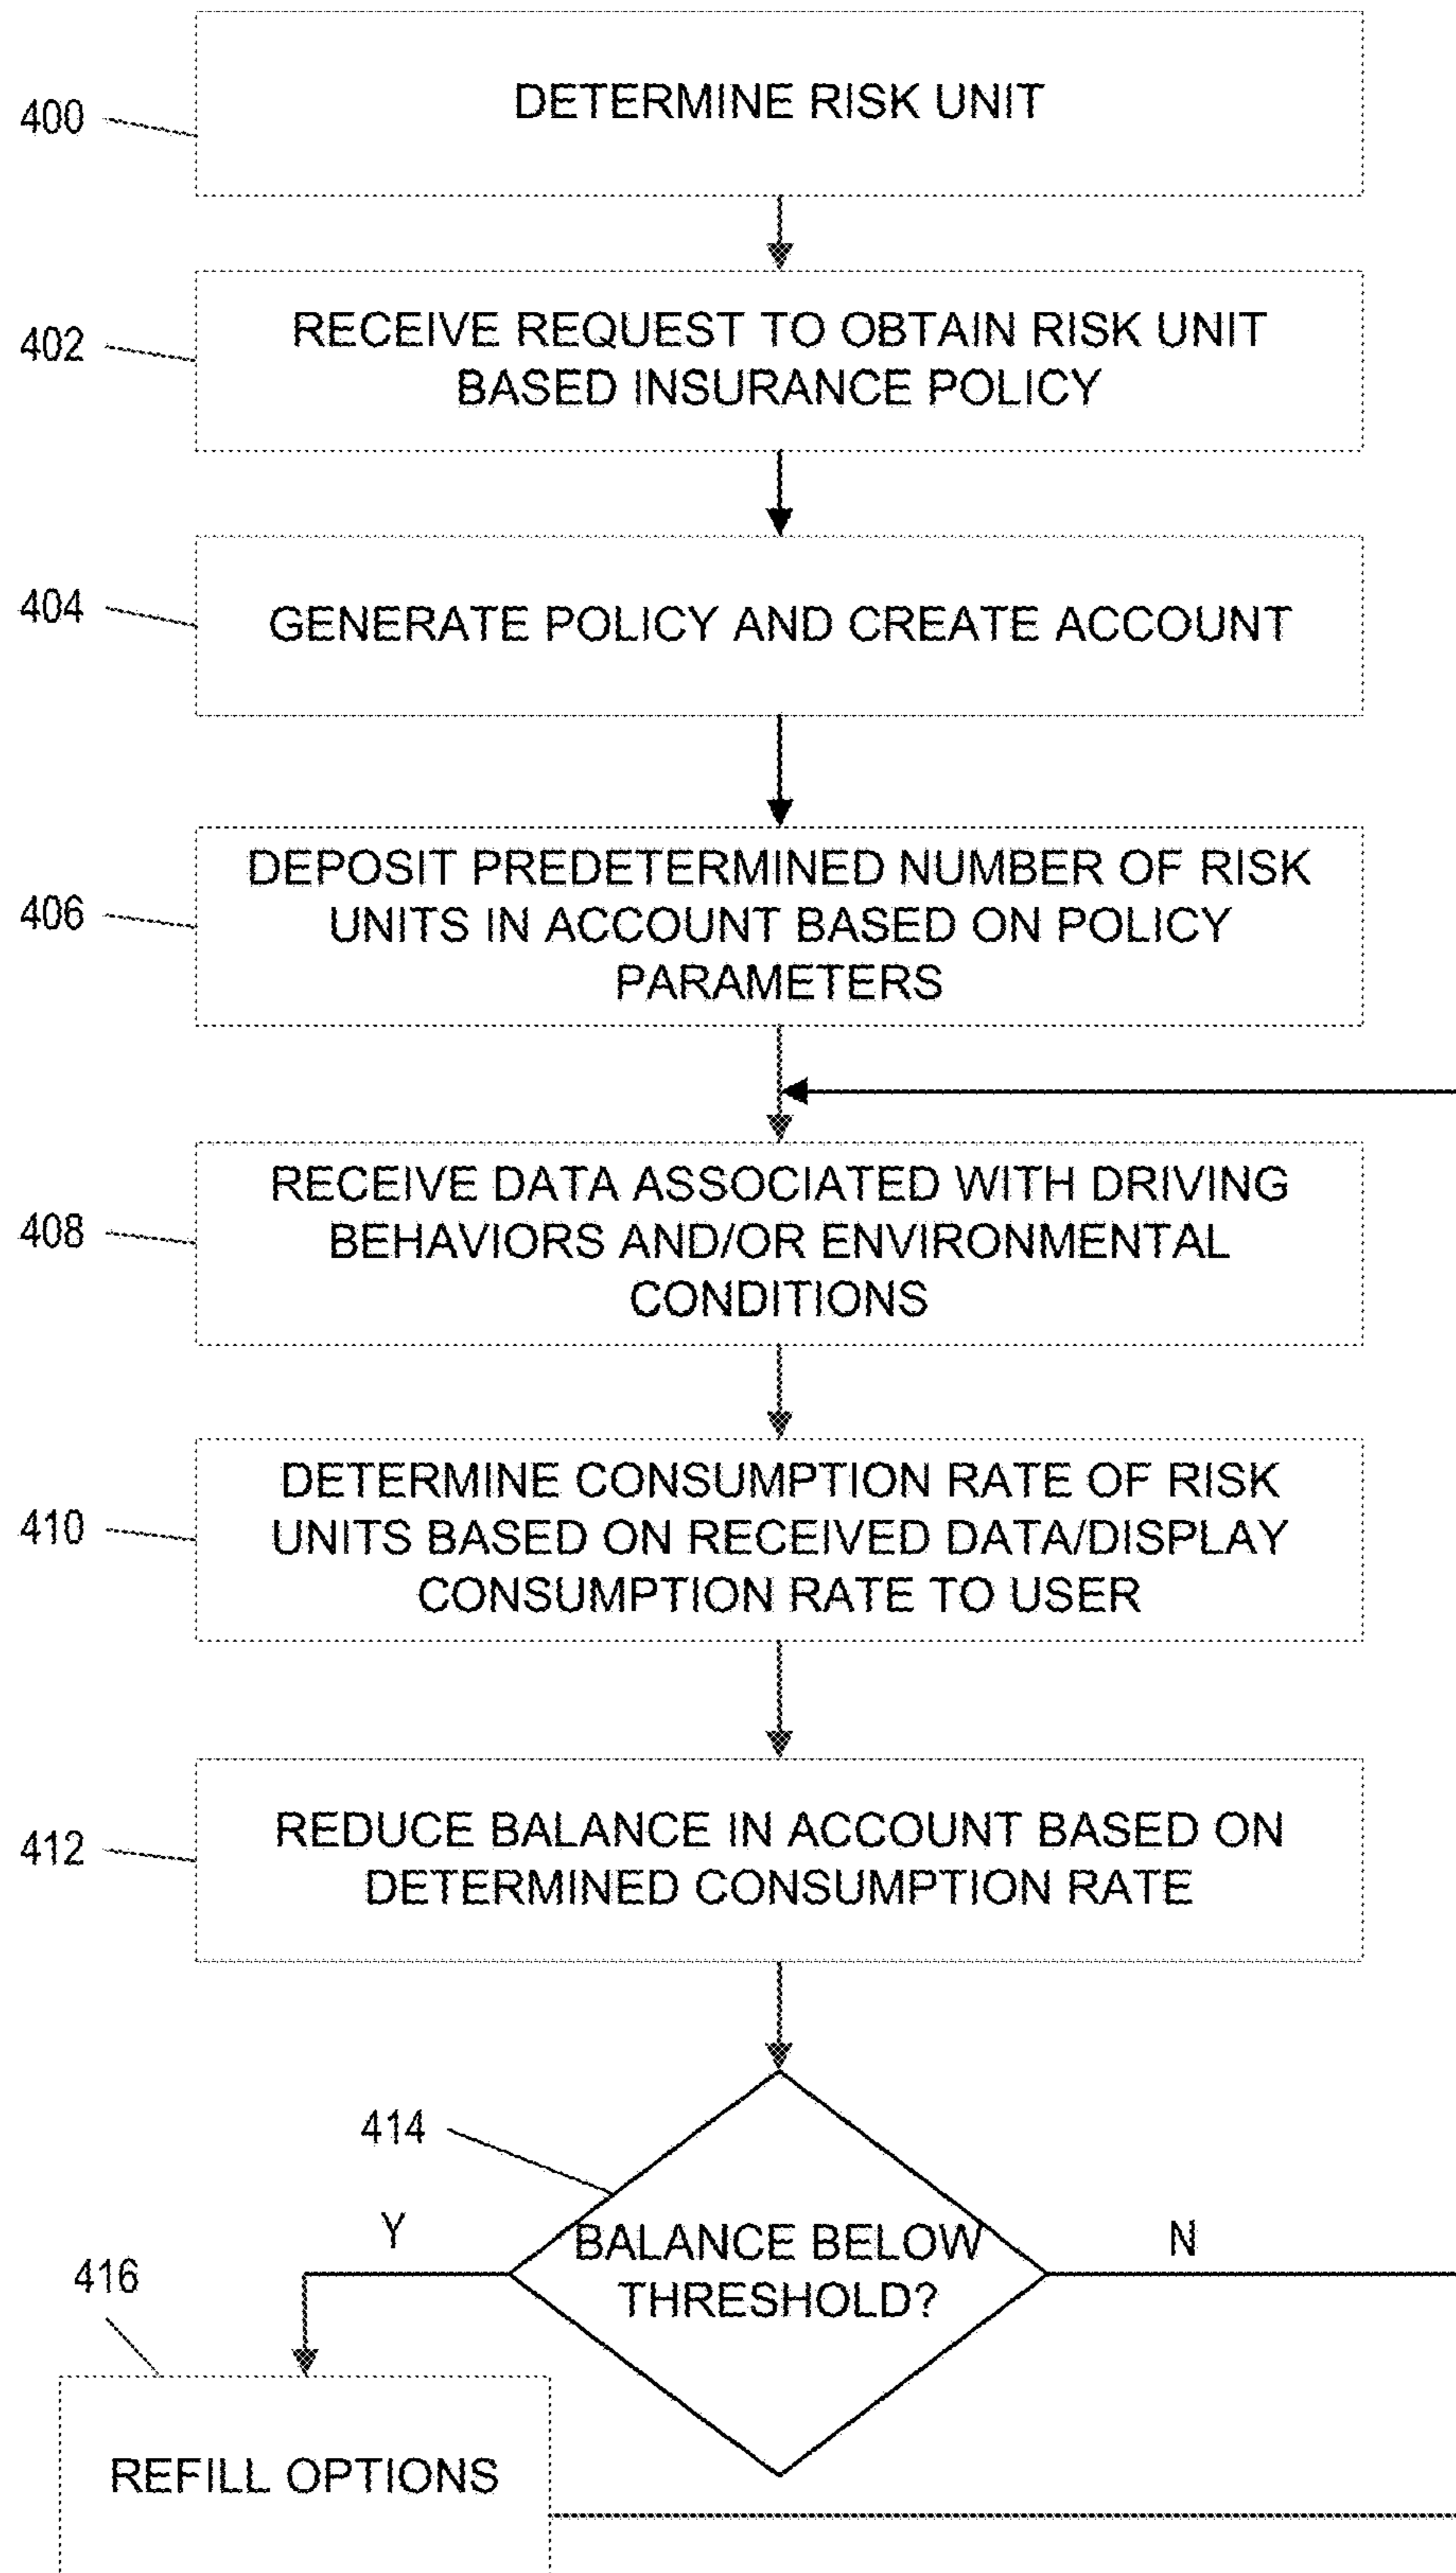 400
DETERMINE RISK UNIT
402
RECEIVE REQUEST TO OBTAIN RISK UNIT
BASED INSURANCE POLICY
404
GENERATE POLICY AND CREATE ACCOUNT
406
DEPOSIT PREDETERMINED NUMBER OF RISK
UNITS IN ACCOUNT BASED ON POLICY
PARAMETERS
408
RECEIVE DATA ASSOCIATED WITH DRIVING
BEHAVIORS AND/OR ENVIRONMENTAL
CONDITIONS
410
DETERMINE CONSUMPTION RATE OF RISK
UNITS BASED ON RECEIVED DATA/DISPLAY
CONSUMPTION RATE TO USER
412
REDUCE BALANCE IN ACCOUNT BASED ON
DETERMINED CONSUMPTION RATE
414
Y
BALANCE BELOW
THRESHOLD?
N
416
REFILL OPTIONS